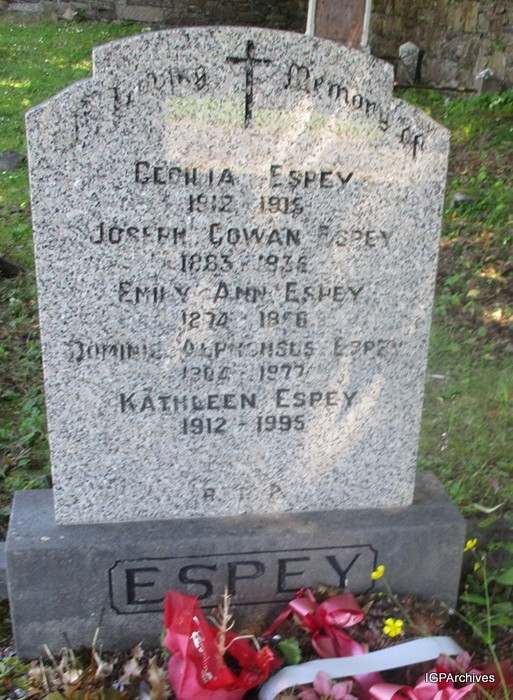 In Loving Memory of
CECILIA ESPEY
1912 - 1915
JOSEPH COWAN ESPEY
1883 - 1936
EMILY ANN ESPEY
1874 - 1956
DOMINIC ALPHONSUS ESPEY
1904 - 1977
KATHLEEN ESPEY
1912 - 1995
R.I.P.
ESPEY
IGPArchives